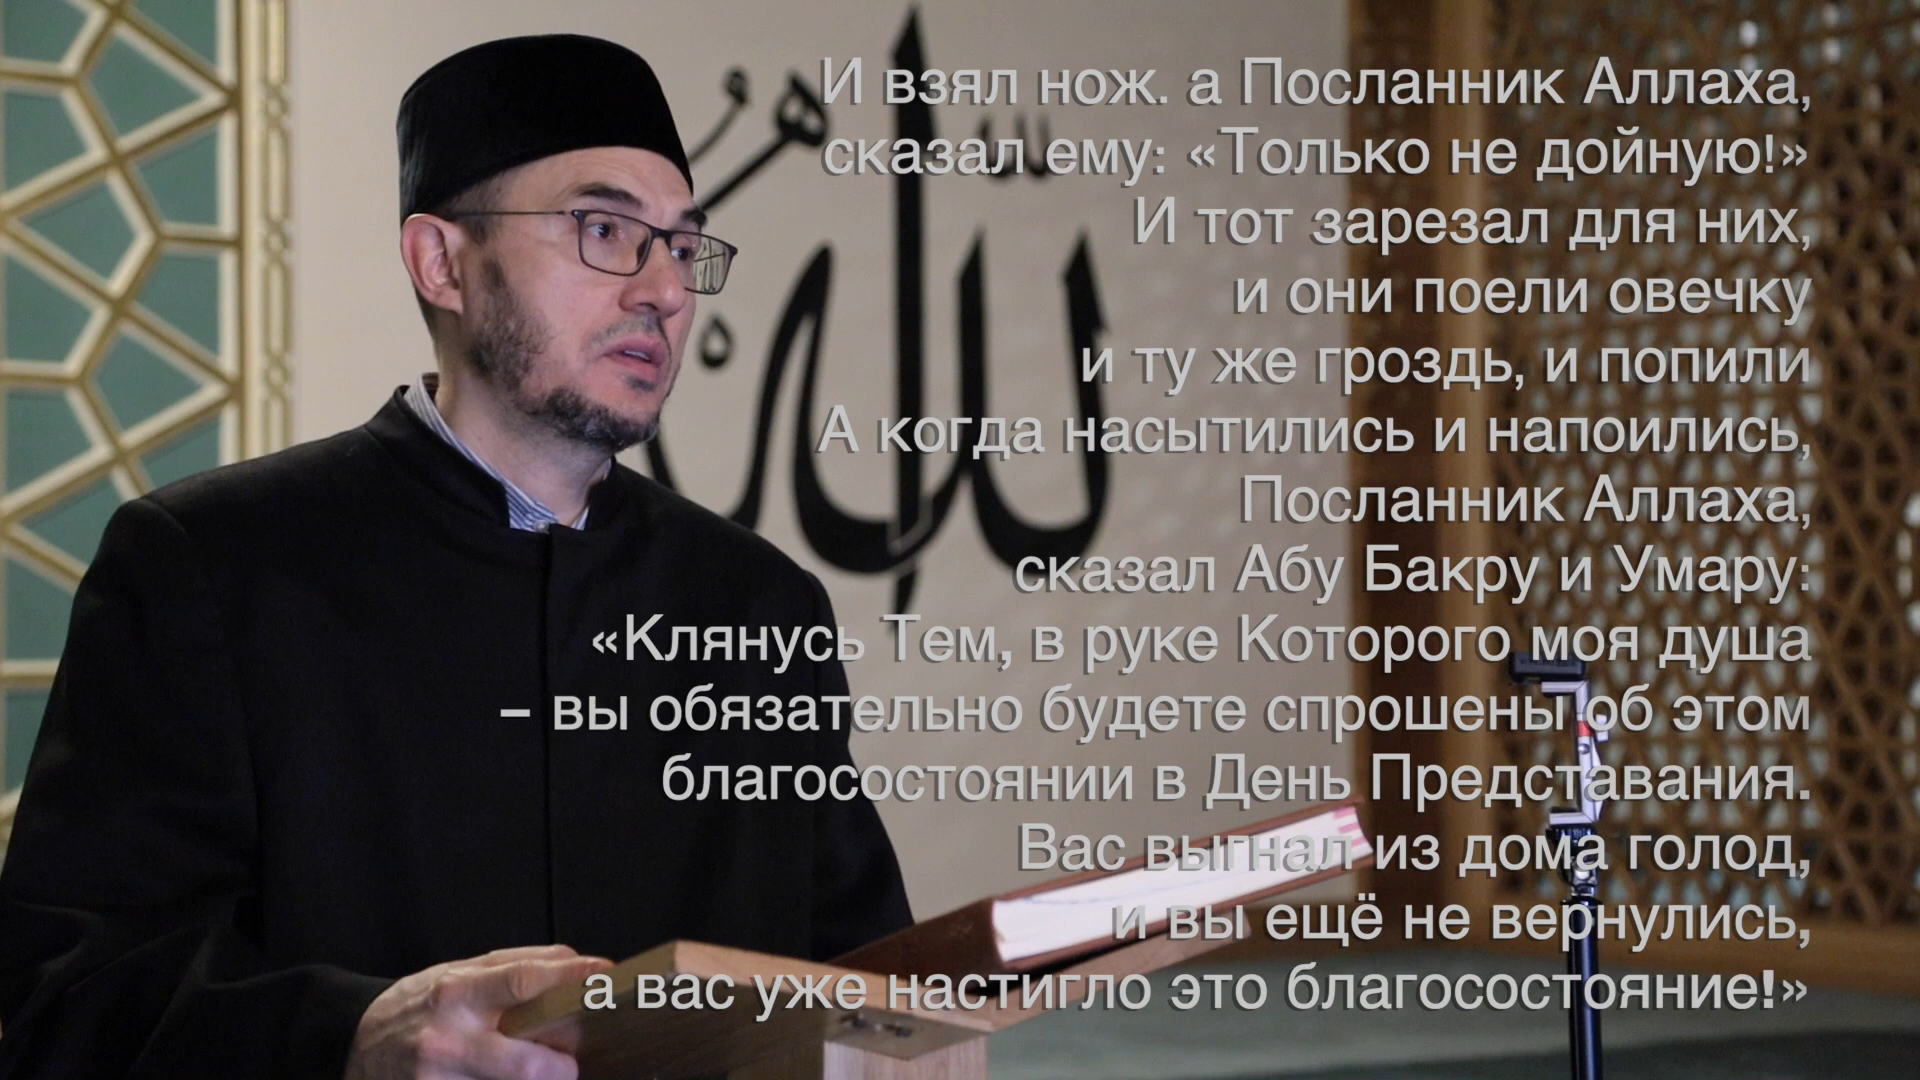 И взял нож. а Посланник Аллаха,
сказал ему: «Только не дойную!»
И тот зарезал для них,
и они поели овечку
и ту же гроздь, и попили
А когда насытились и напоились,
Посланник Аллаха,
сказал Абу Бакру и Умару:
«Клянусь Тем, в руке Которого моя душа
– вы обязательно будете спрошены об этом
благосостоянии в День Представания.
Вас выгнал из дома голод,
и вы ещё не вернулись,
а вас уже настигло это благосостояние!»
الله